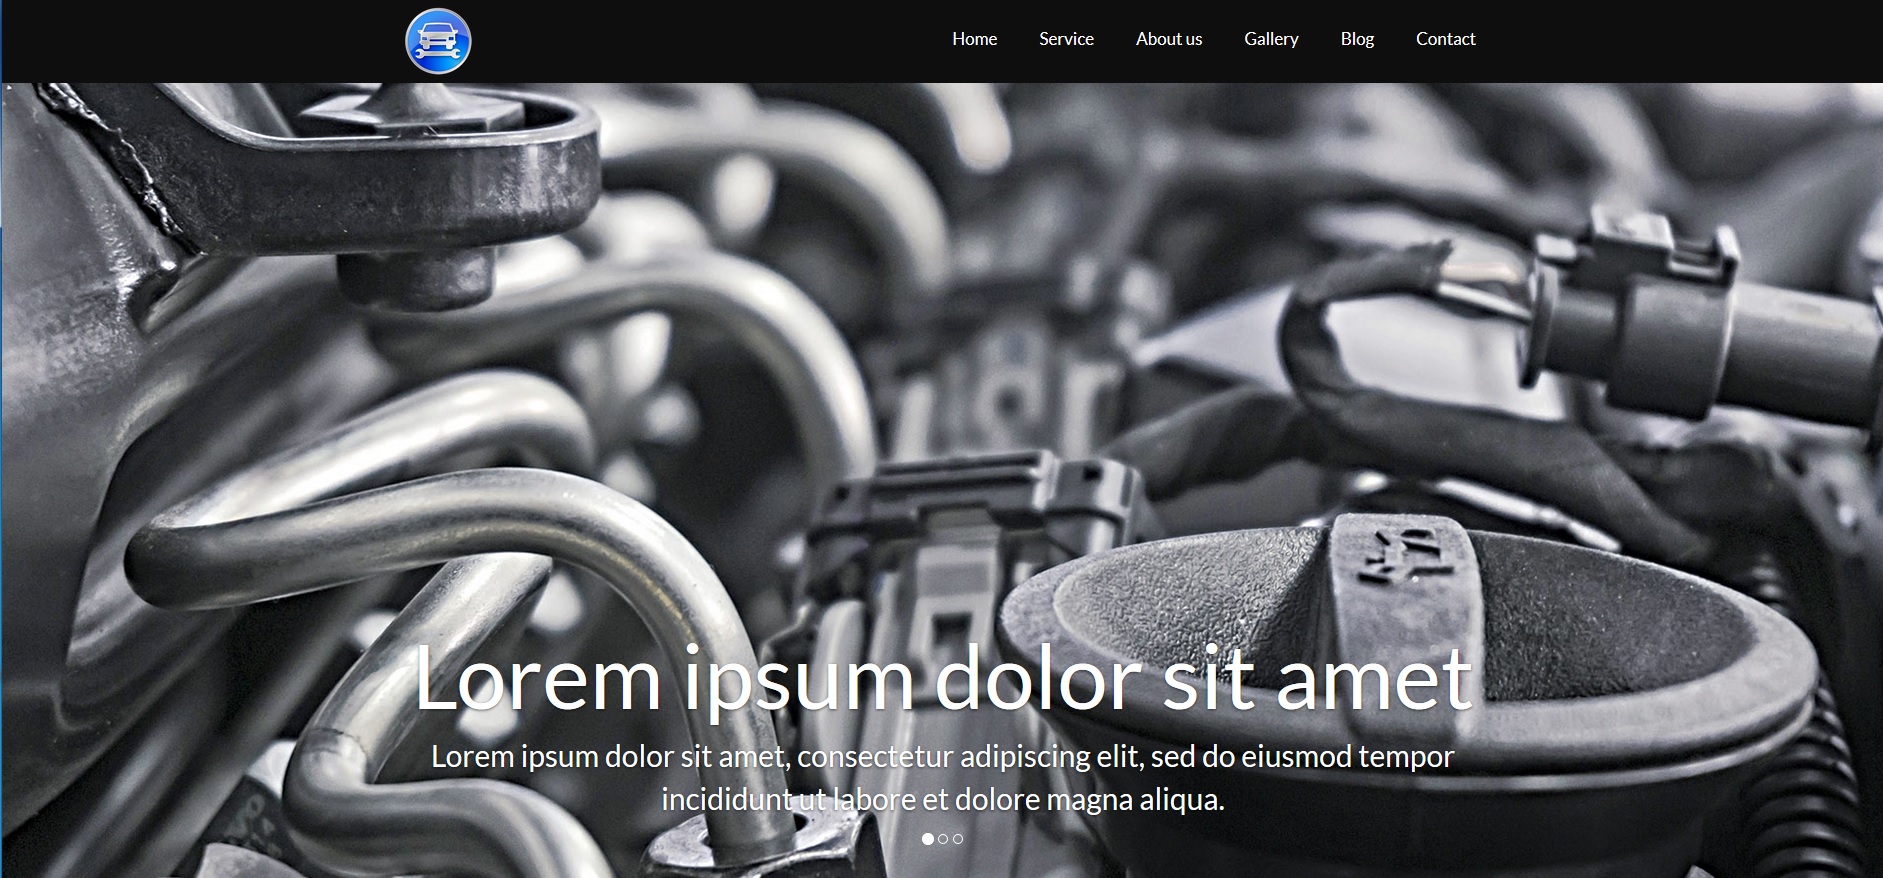 Home Service About us Gallery Blog Contact
Lorem ipsum dolor sit amet
Lorem ipsum dolor sit amet, consectetur adipiscing elit, sed do eiusmod tempor
incididunt ut labore et dolore magna aliqua.